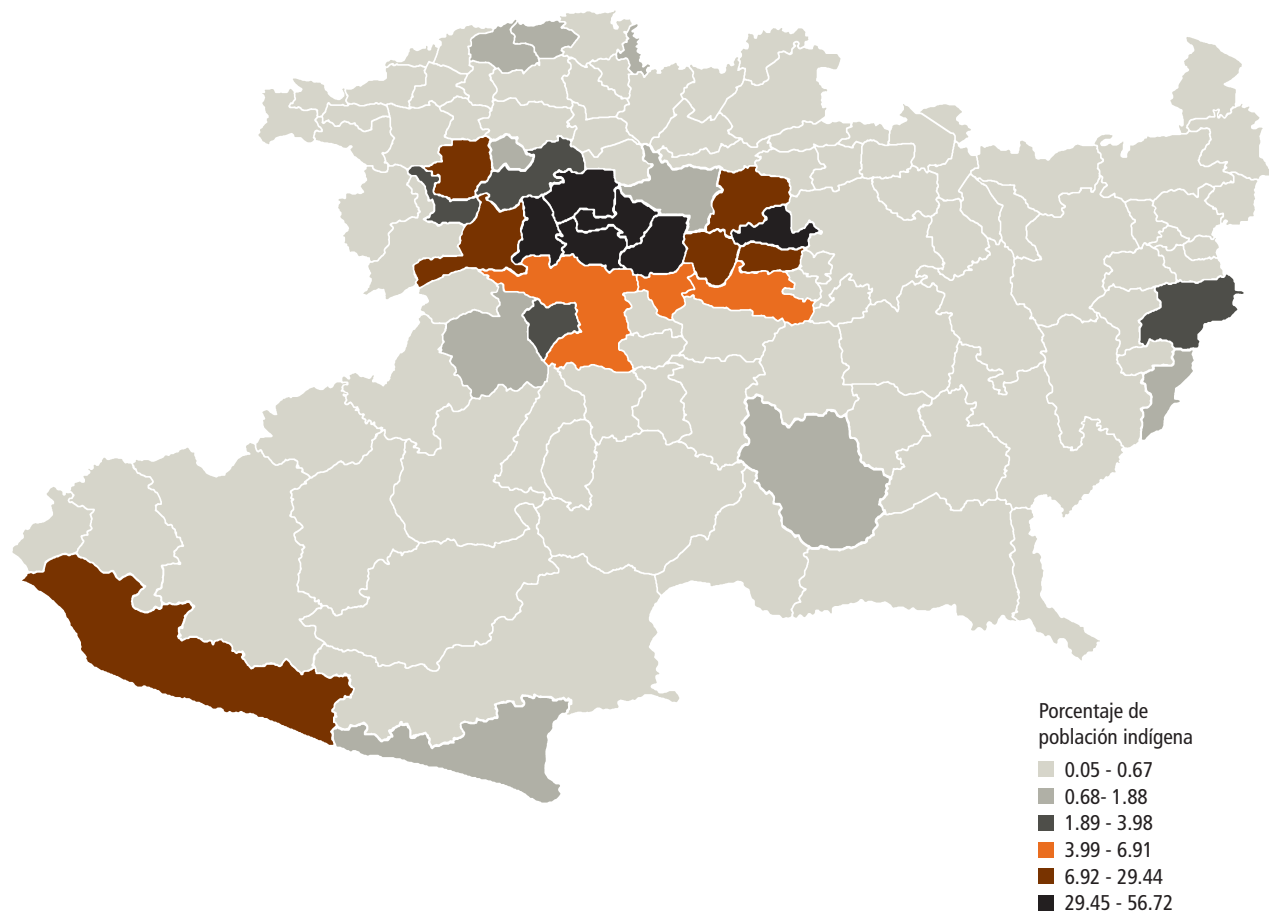 Porcentaje de
población indígena
0.05 - 0.67
0.68- 1.88
1.89 - 3.98
3.99 - 6.91
6.92 - 29.44
29.45 - 56.72